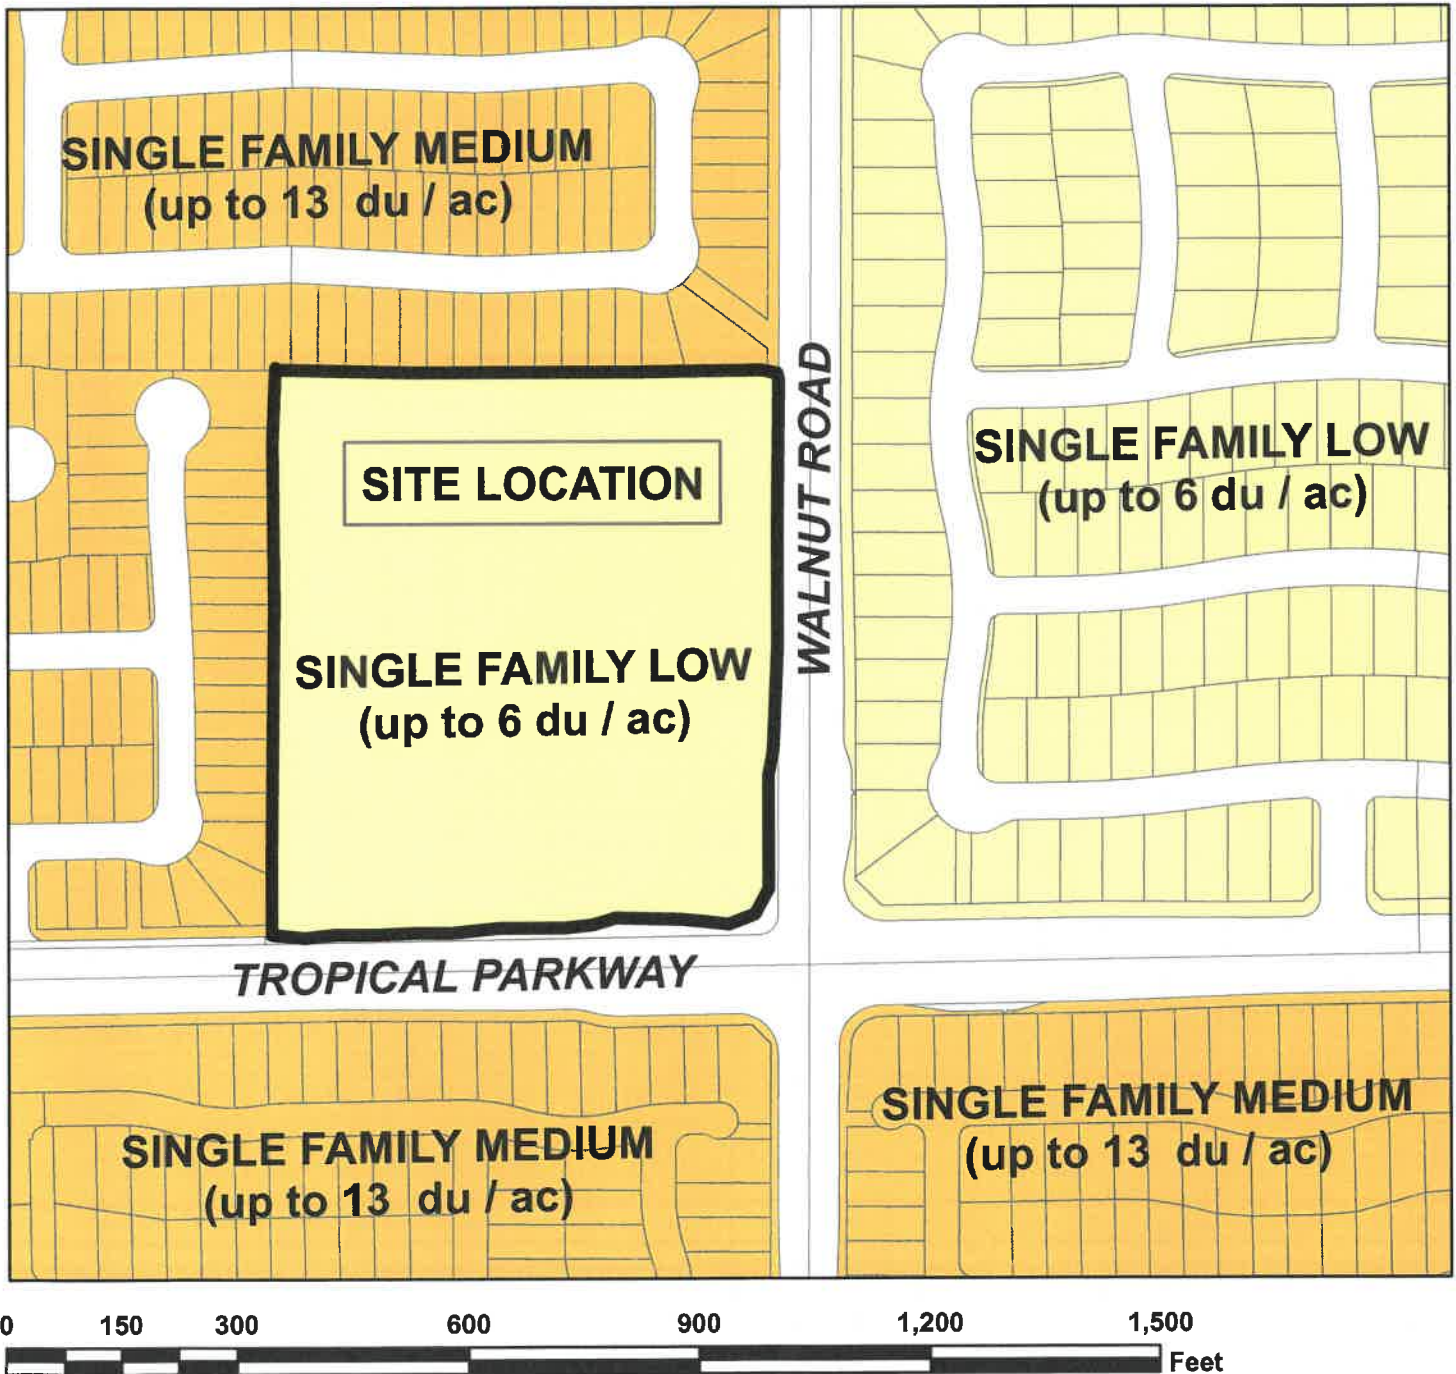 SINGLE FAMILY MEDIUM
(up to 13 du / ac)
SITE LOCATION
SINGLE FAMILY LOW
(up to 6 du / ac)
WALNUT ROAD
SINGLE FAMILY LOW
(up to 6 du / ac)
TROPICAL PARKWAY
SINGLE FAMILY MEDIUM
(up to 13 du / ac)
SINGLE FAMILY MEDIUM
(up to 13 du / ac)
0 150 300 600 900 1,200 1,500
Feet